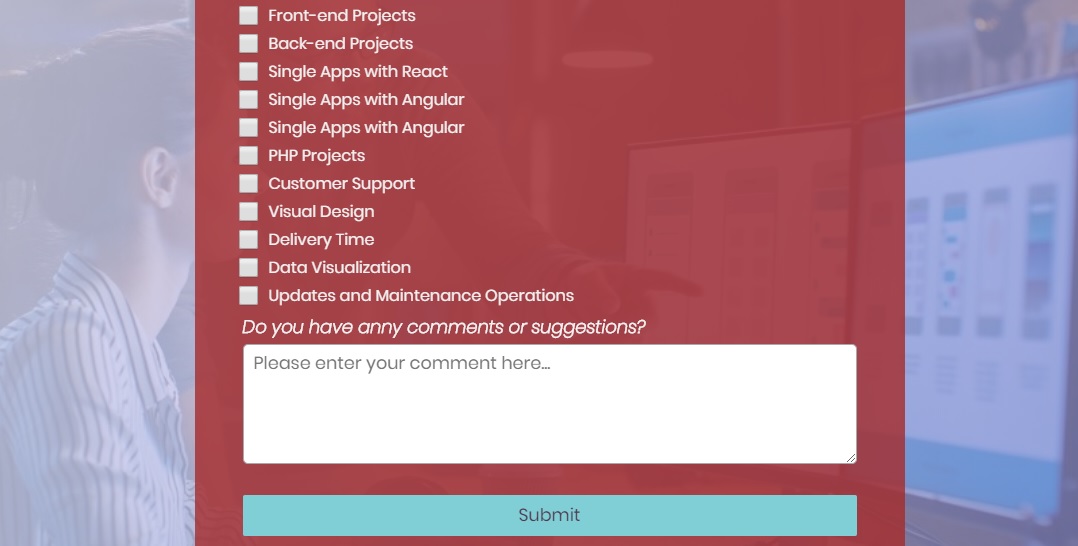 Front-end Projects
Back-end Projects
Single Apps with React
Single Apps with Angular
Single Apps with Angular
PHP Projects
Customer Support
Visual Design
Delivery Time
Data Visualization
Updates and Maintenance Operations
Do you have anny comments or suggestions?
Please enter your comment here...
Submit